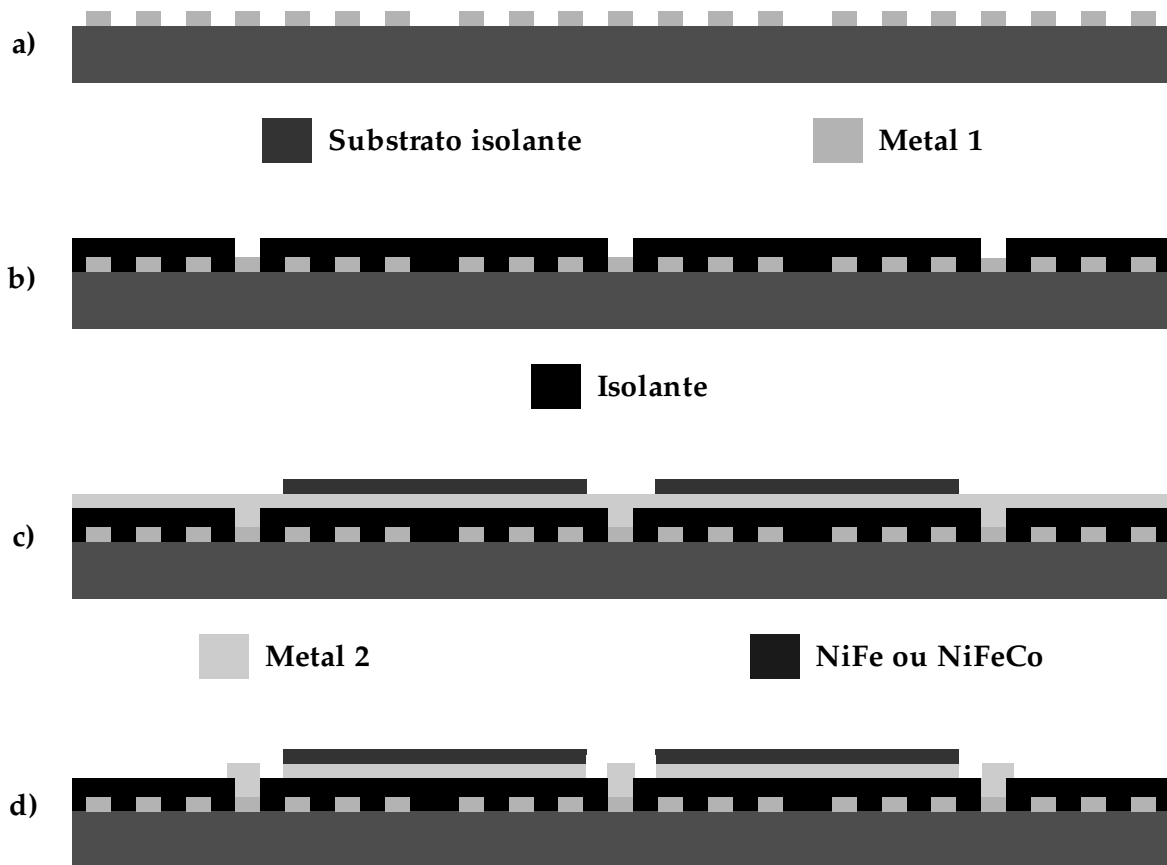 a)
Substrato isolante
Metal 1
b)
Isolante
c)
Metal 2
NiFe ou NiFeCo
d)